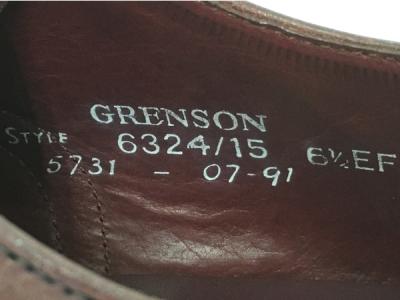 GRENSON
STYLE 6324/15 6½EF
5731 - 07-91